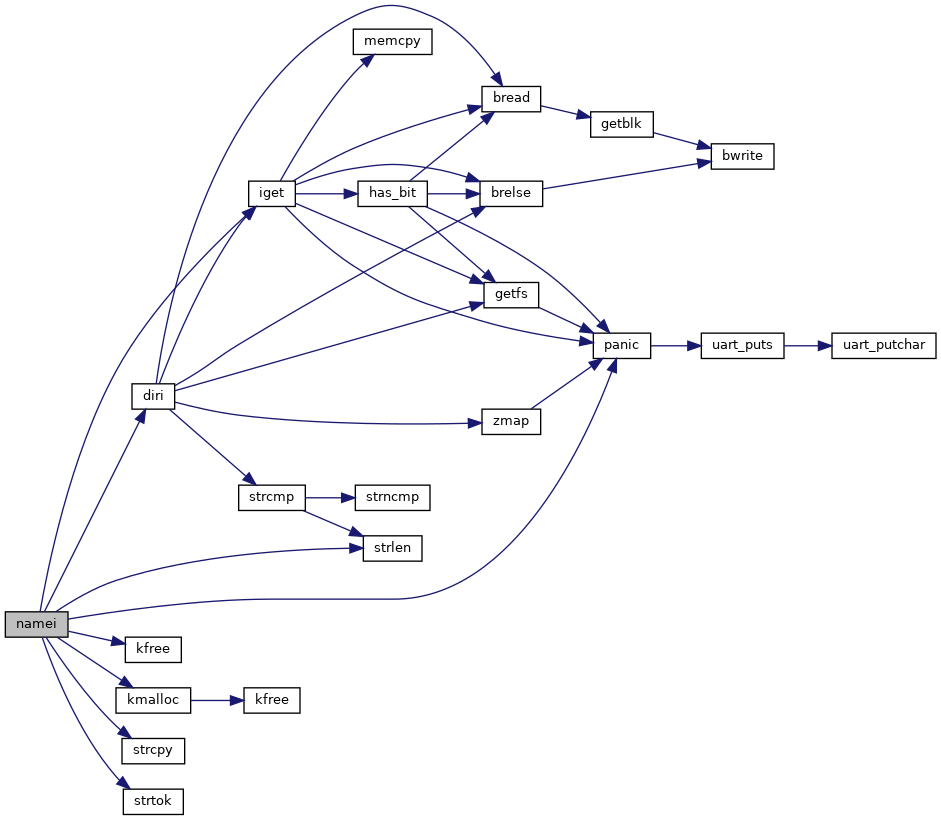 memcpy
bread
getblk
bwrite
iget
has_bit
brelse
getfs
panic
uart_puts
uart_putchar
diri
zmap
strcmp
strncmp
strlen
namei
kfree
kmalloc
kfree
strcpy
strtok